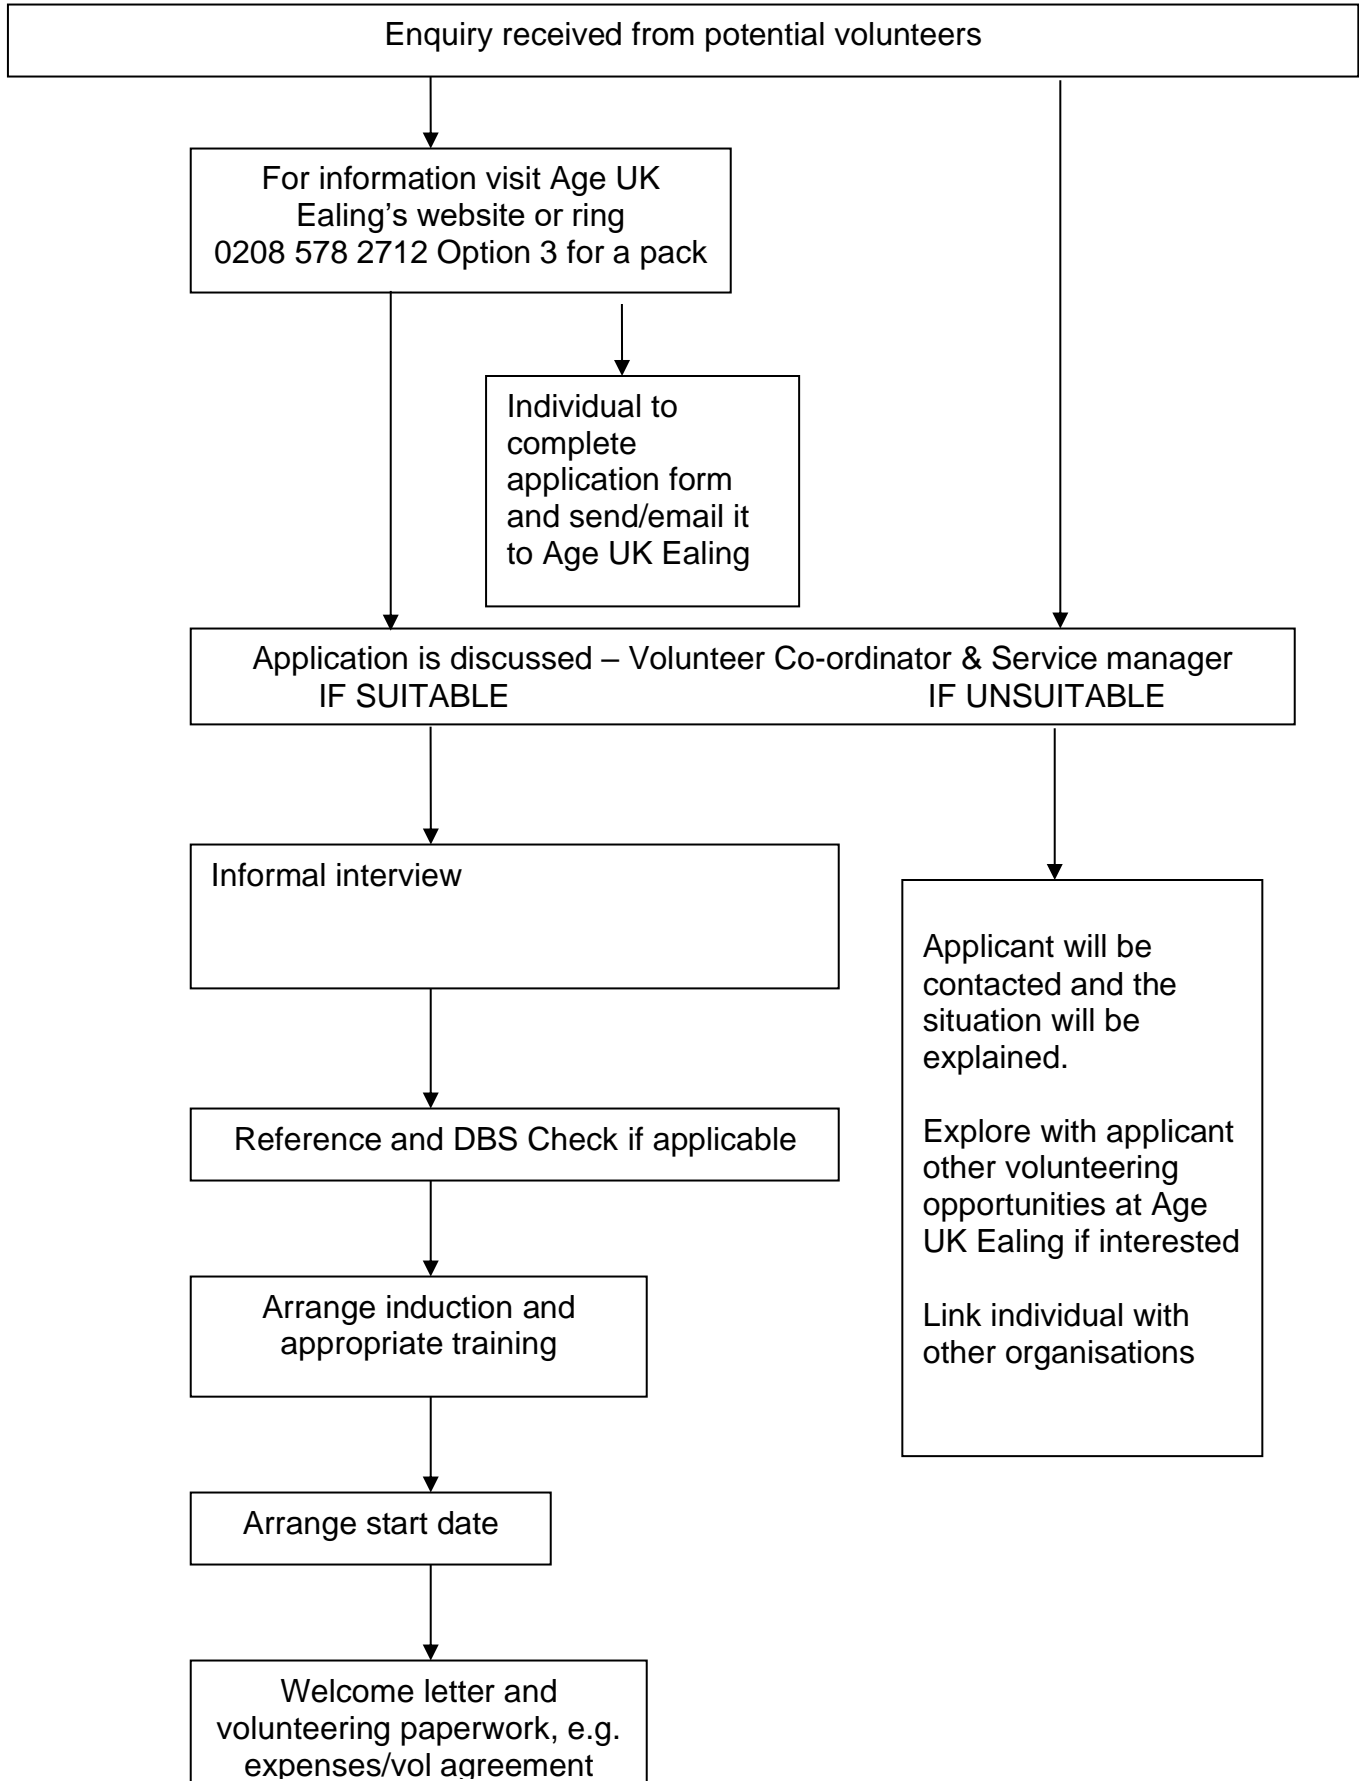 Enquiry received from potential volunteers
For information visit Age UK
Ealing’s website or ring
0208 578 2712 Option 3 for a pack
Individual to
complete
application form
and send/email it
to Age UK Ealing
Application is discussed – Volunteer Co-ordinator & Service manager
IF SUITABLE IF UNSUITABLE
Informal interview
Reference and DBS Check if applicable
Arrange induction and
appropriate training
Arrange start date
Welcome letter and
volunteering paperwork, e.g.
expenses/vol agreement
Applicant will be
contacted and the
situation will be
explained.
Explore with applicant
other volunteering
opportunities at Age
UK Ealing if interested
Link individual with
other organisations